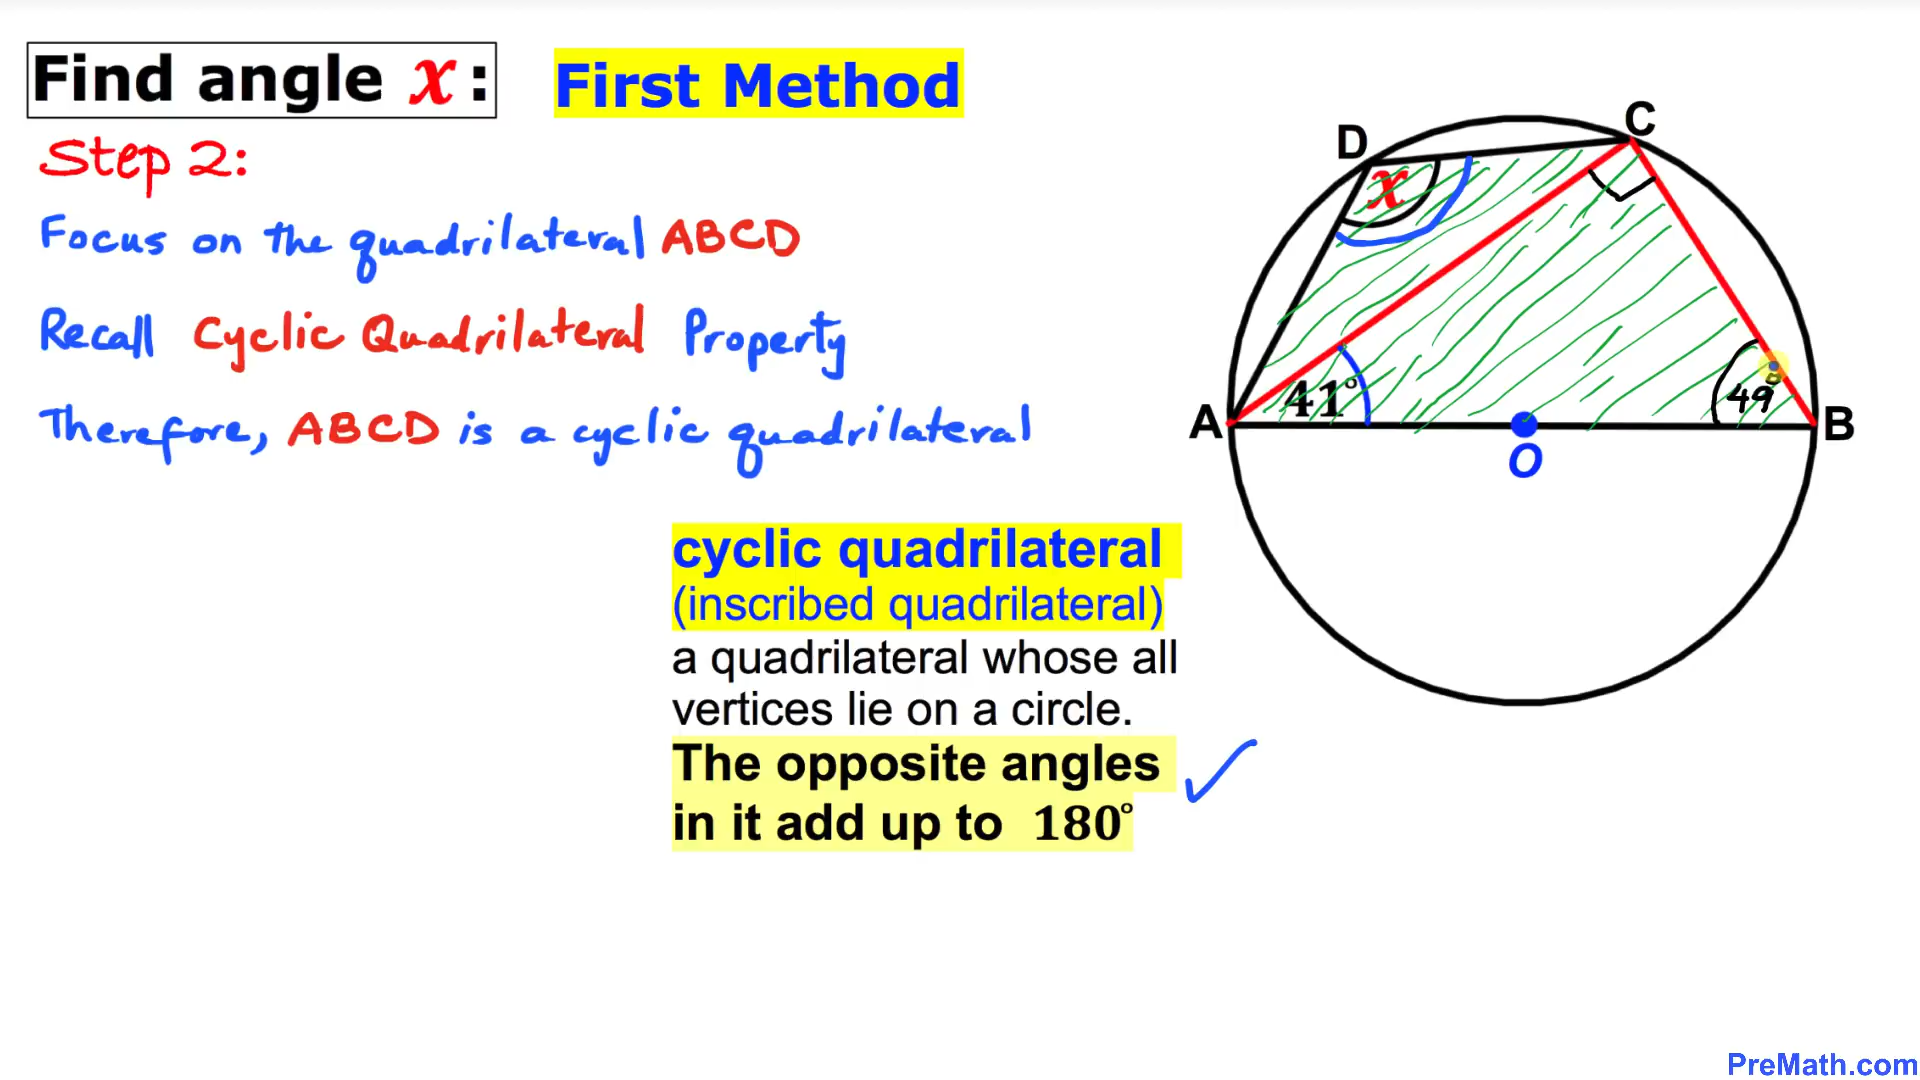 Find angle x:
First Method
Step 2:
Focus on the quadrilateral ABCD
Recall Cyclic Quadrilateral Property
Therefore, ABCD is a cyclic quadrilateral
D
C
x
41°
49°
A
B
O
cyclic quadrilateral
(inscribed quadrilateral)
a quadrilateral whose all
vertices lie on a circle.
The opposite angles
in it add up to 180°
PreMath.com